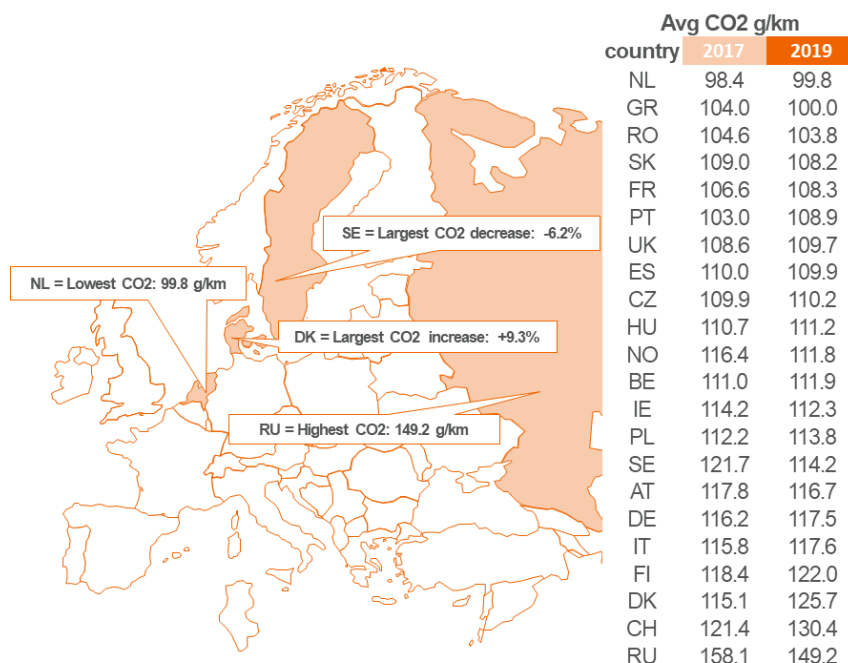 Avg CO2 g/km
country 2017 2019
NL 98.4 99.8
GR 104.0 100.0
RO 104.6 103.8
SK 109.0 108.2
FR 106.6 108.3
PT 103.0 108.9
UK 108.6 109.7
ES 110.0 109.9
CZ 109.9 110.2
HU 110.7 111.2
NO 116.4 111.8
BE 111.0 111.9
IE 114.2 112.3
PL 112.2 113.8
SE 121.7 114.2
AT 117.8 116.7
DE 116.2 117.5
IT 115.8 117.6
FI 118.4 122.0
DK 115.1 125.7
CH 121.4 130.4
RU 158.1 149.2
SE = Largest CO2 decrease: -6.2%
NL = Lowest CO2: 99.8 g/km
DK = Largest CO2 increase: +9.3%
RU = Highest CO2: 149.2 g/km